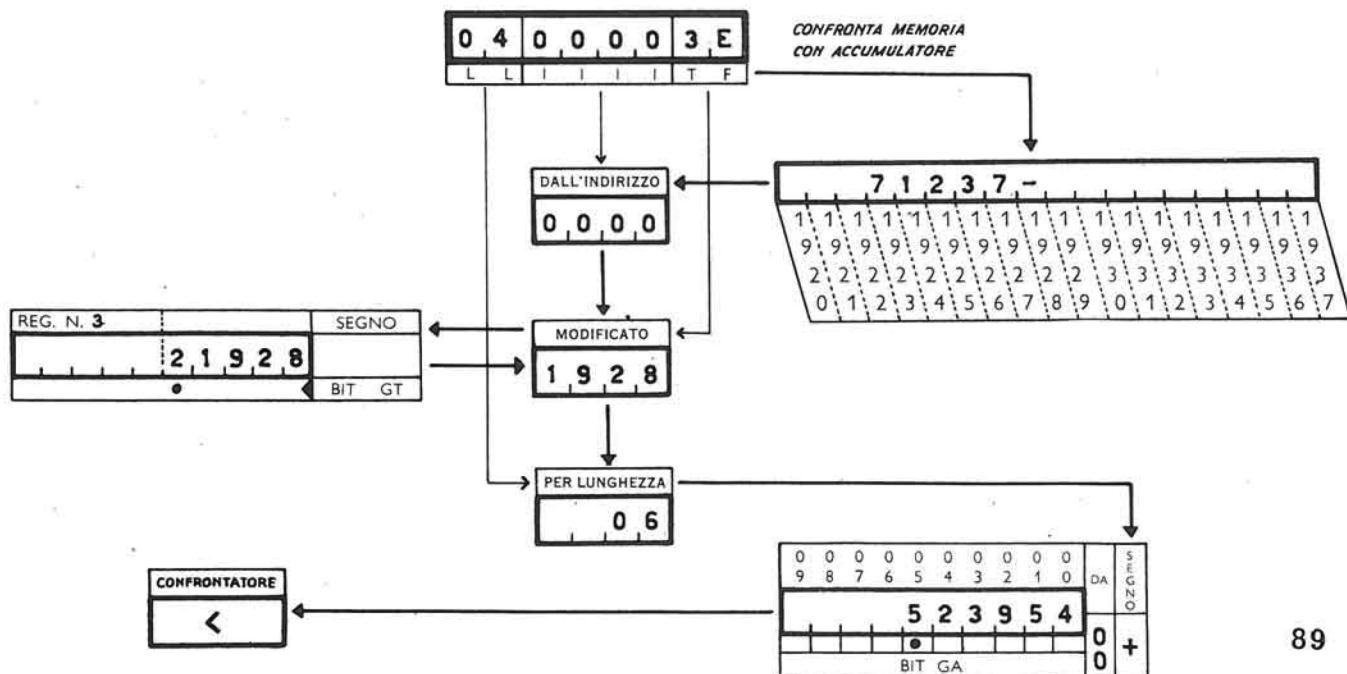 0 4 0 0 0 0 3 E
L L I I I I T F
CONFRONTA MEMORIA
CON ACCUMULATORE
DALL'INDIRIZZO
0 0 0 0
7 1 2 3 7 -
1 1 1 1 1 1 1 1 1 1 1 1 1 1 1 1 1 1
9 9 9 9 9 9 9 9 9 9 9 9 9 9 9 9 9 9
2 2 2 2 2 2 2 2 2 2 3 3 3 3 3 3 3 3
0 1 2 3 4 5 6 7 8 9 0 1 2 3 4 5 6 7
REG. N. 3 SEGNO
2 1 9 2 8
BIT GT
MODIFICATO
1 9 2 8
PER LUNGHEZZA
0 6
CONFRONTATORE
<
0 0 0 0 0 0 0 0 0 0
9 8 7 6 5 4 3 2 1 0
DA
SEGNO
5 2 3 9 5 4
0 0
+
BIT GA
89